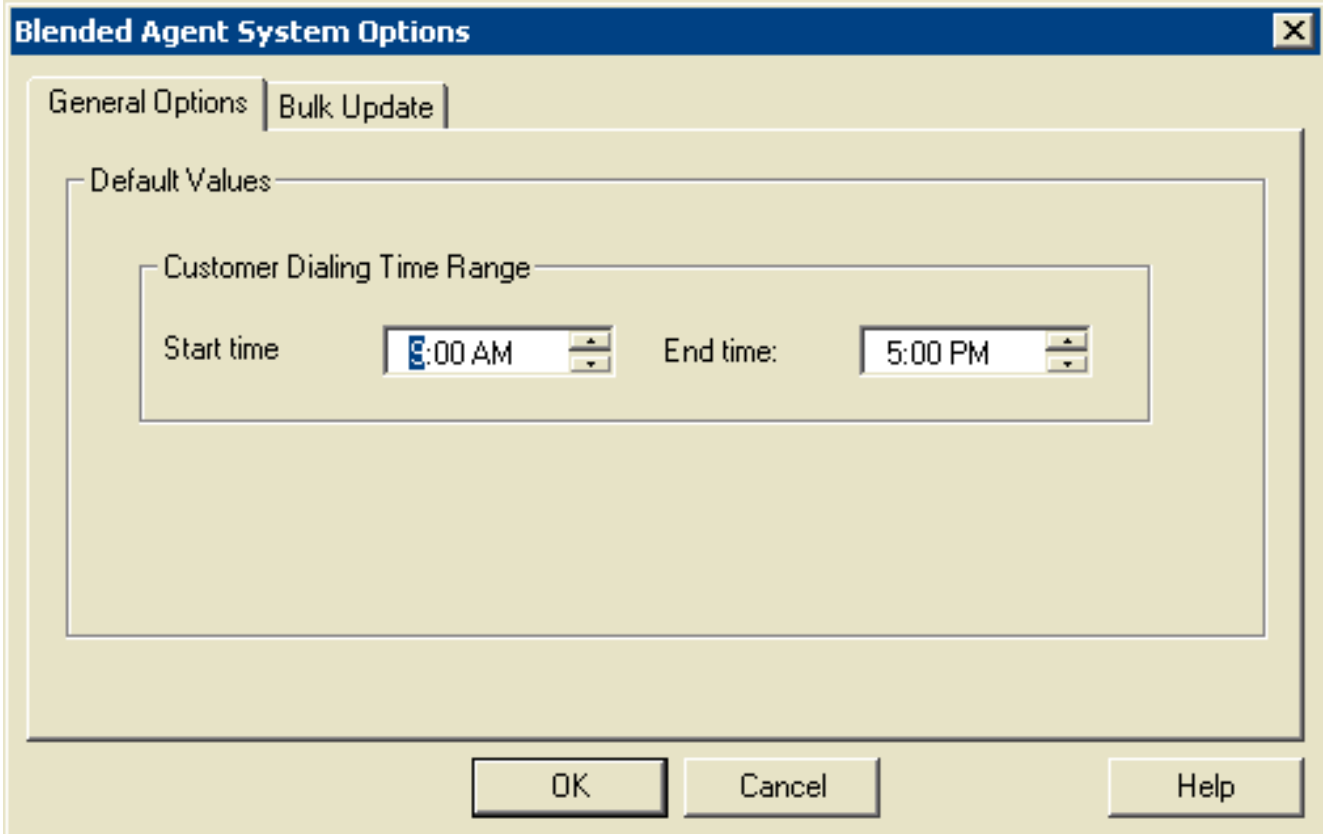 Blended Agent System Options
General Options Bulk Update
Default Values
Customer Dialing Time Range
Start time 9:00 AM End time: 5:00 PM
OK Cancel Help